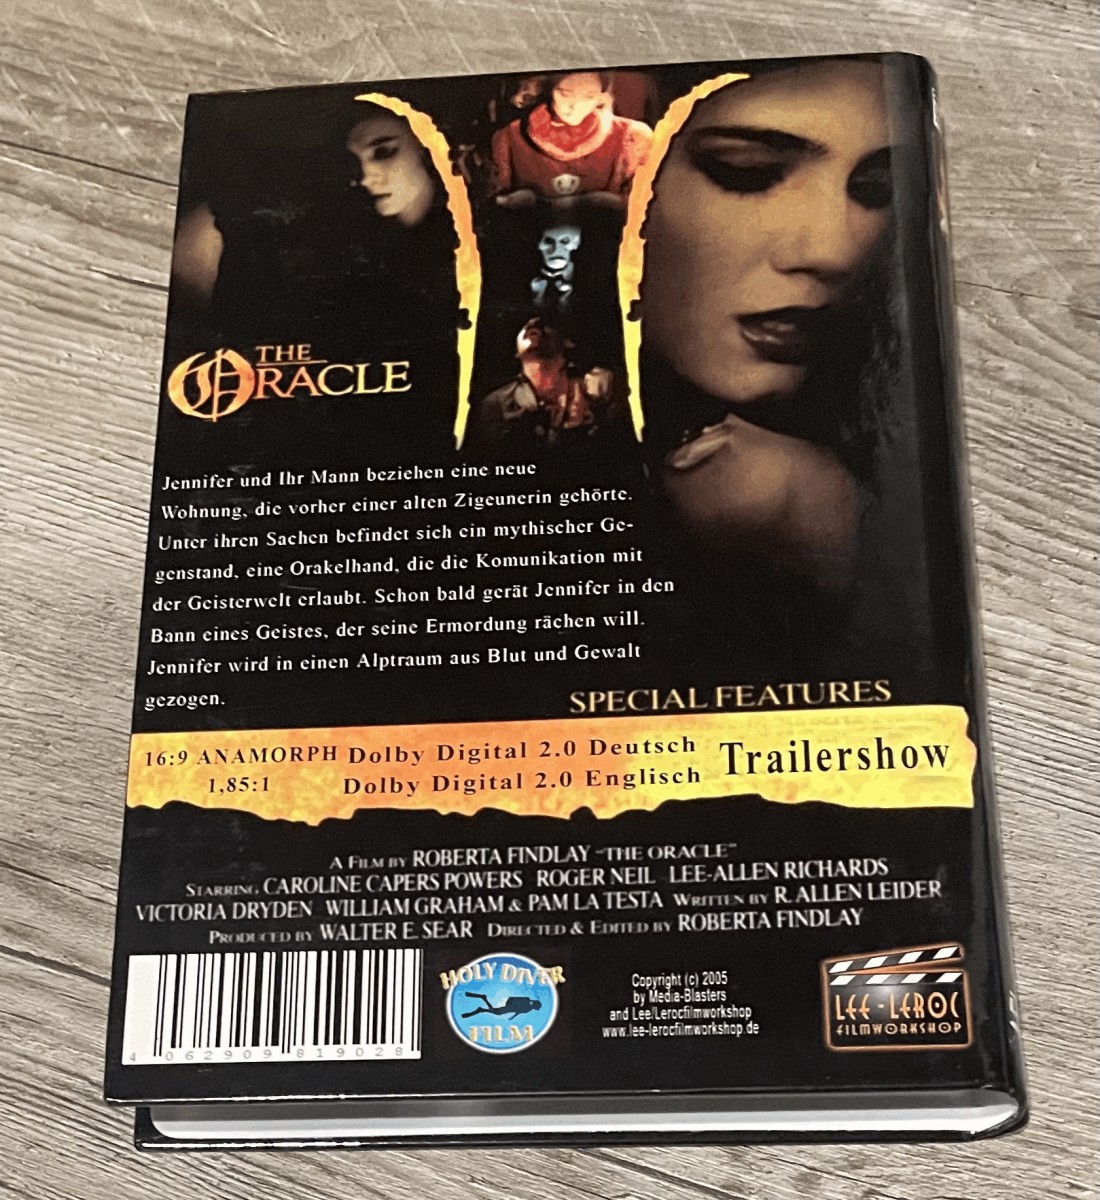 THE
ORACLE
Jennifer und Ihr Mann beziehen eine neue
Wohnung, die vorher einer alten Zigeunerin gehörte.
Unter ihren Sachen befindet sich ein mythischer Ge-
genstand, eine Orakelhand, die die Komunikation mit
der Geisterwelt erlaubt. Schon bald gerät Jennifer in den
Bann eines Geistes, der seine Ermordung rächen will.
Jennifer wird in einen Alptraum aus Blut und Gewalt
gezogen.
SPECIAL FEATURES
16:9 ANAMORPH Dolby Digital 2.0 Deutsch
1,85:1 Dolby Digital 2.0 Englisch
Trailershow
A FILM BY ROBERTA FINDLAY "THE ORACLE"
STARRING CAROLINE CAPERS POWERS ROGER NEIL LEE-ALLEN RICHARDS
VICTORIA DRYDEN WILLIAM GRAHAM & PAM LA TESTA WRITTEN BY R. ALLEN LEIDER
PRODUCED BY WALTER E. SEAR DIRECTED & EDITED BY ROBERTA FINDLAY
4 062909 819028
HOLY DIVER
FILM
Copyright (c) 2005
by Media-Blasters
and Lee/Lerocfilmworkshop
www.lee-lerocfilmworkshop.de
LEE-LEROC
FILMWORKSHOP